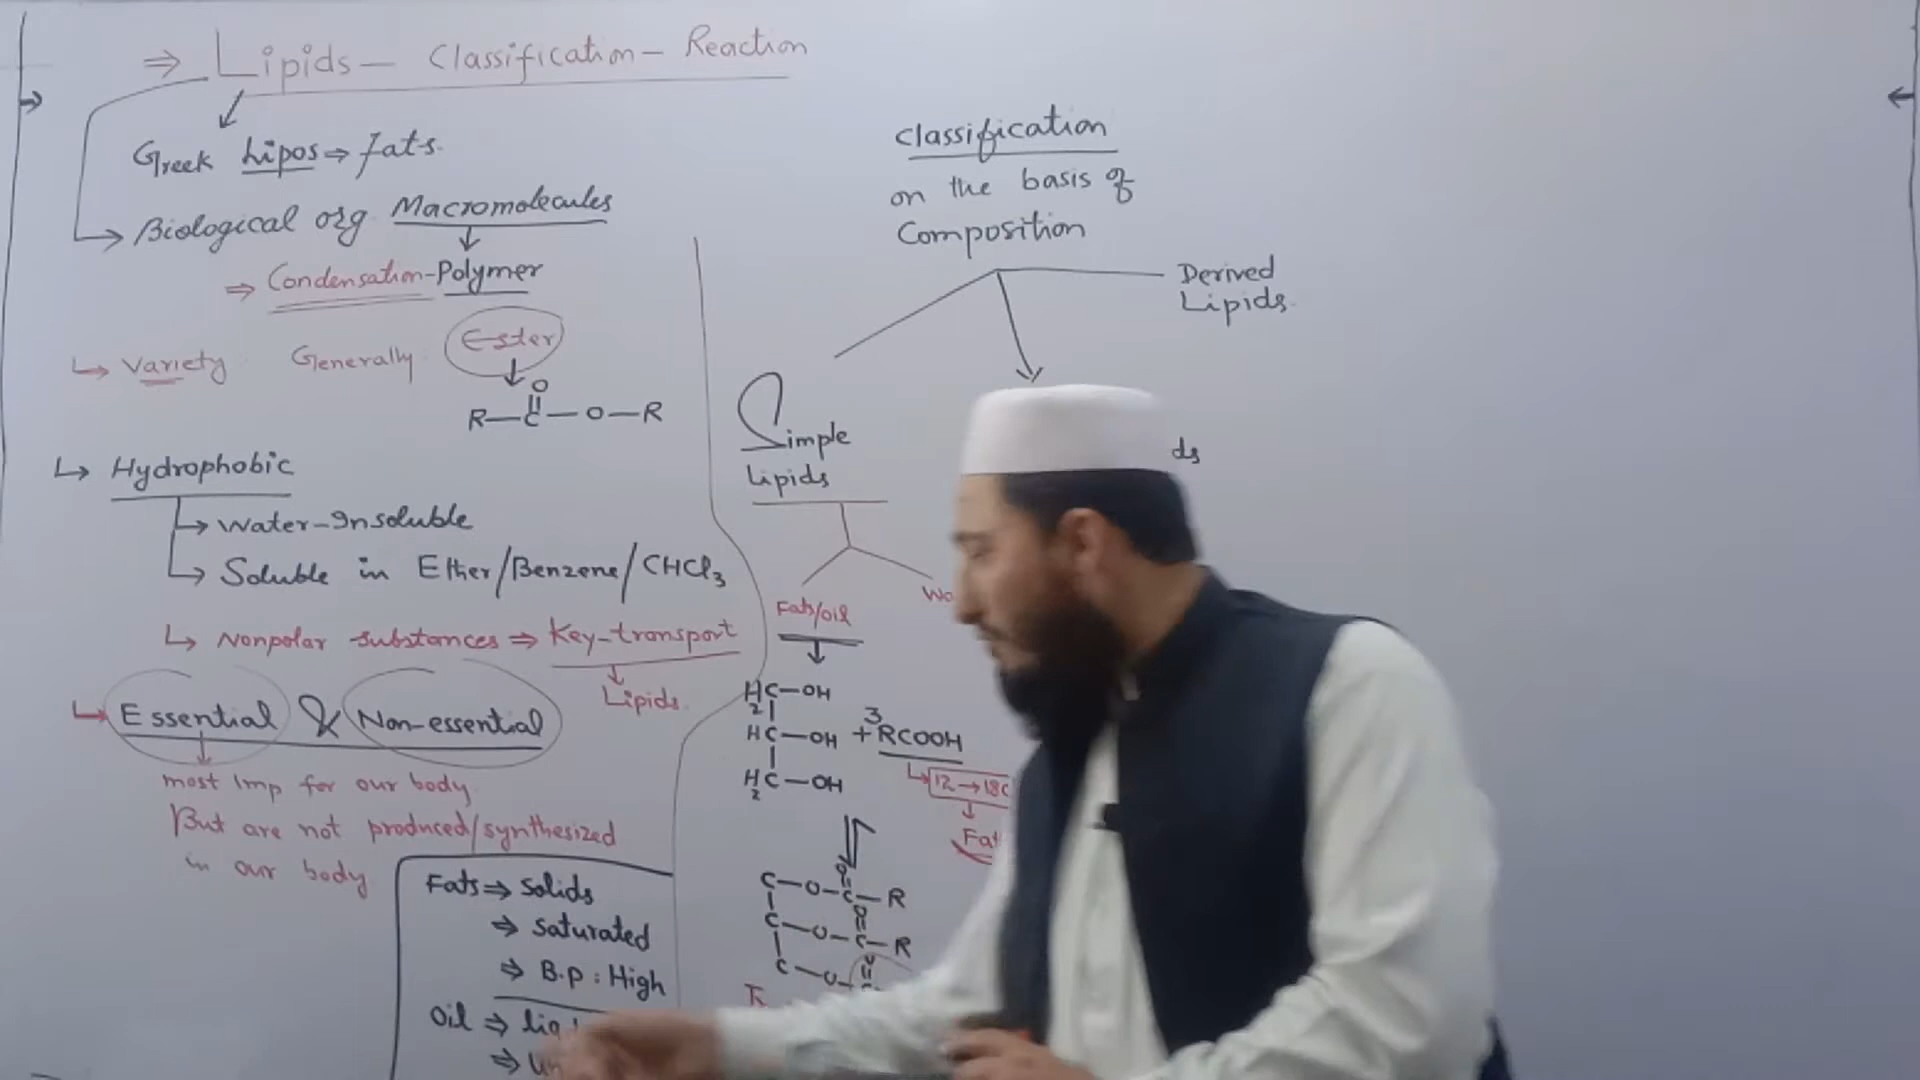 ⇒ Lipids — Classification — Reaction
Greek Lipos ⇒ fats.
Biological org Macromolecules
⇒ Condensation-Polymer
↳ Variety Generally Ester
O
R—C—O—R
↳ Hydrophobic
↳ Water-Insoluble
↳ Soluble in Ether/Benzene/CHCl3
↳ Nonpolar substances ⇒ Key-transport
Lipids.
↳ Essential & Non-essential
most Imp for our body
But are not produced/synthesized
in our body
Fats ⇒ Solids
⇒ Saturated
⇒ B.p : High
Oil ⇒
Classification
on the basis of
Composition
Derived
Lipids.
Simple
Lipids
ds
Fats/oil
H2C—OH
HC—OH + 3RCOOH
H2C—OH
↳ 12 → 18C
C—O—C—R
O
C—O—C—R
O
C—O